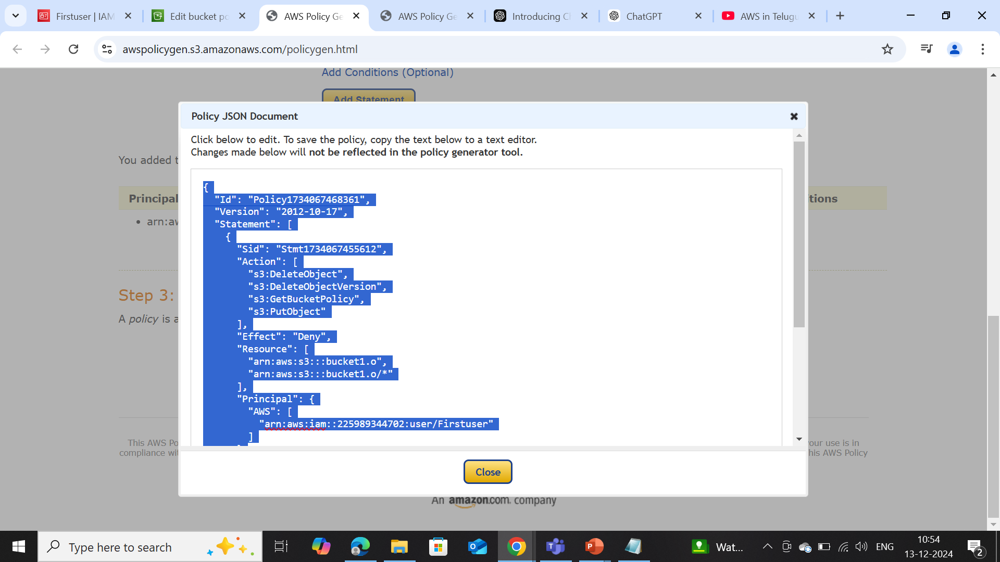 Firstuser | IAM
Edit bucket po
AWS Policy Ge
AWS Policy Ge
Introducing Ch
ChatGPT
AWS in Telugu
awspolicygen.s3.amazonaws.com/policygen.html
Add Conditions (Optional)
Add Statement
Policy JSON Document
Click below to edit. To save the policy, copy the text below to a text editor.
Changes made below will not be reflected in the policy generator tool.
You added t
Principal
itions
arn:aw
{
"Id": "Policy1734067468361",
"Version": "2012-10-17",
"Statement": [
{
"Sid": "Stmt1734067455612",
"Action": [
"s3:DeleteObject",
"s3:DeleteObjectVersion",
"s3:GetBucketPolicy",
"s3:PutObject"
],
"Effect": "Deny",
"Resource": [
"arn:aws:s3:::bucket1.o",
"arn:aws:s3:::bucket1.o/*"
],
"Principal": {
"AWS": [
"arn:aws:iam::225989344702:user/Firstuser"
]
Step 3:
A policy is a
This AWS Po
compliance wi
our use is in
his AWS Policy
Close
An amazon.com. company
Type here to search
Wat...
ENG
10:54
13-12-2024
2